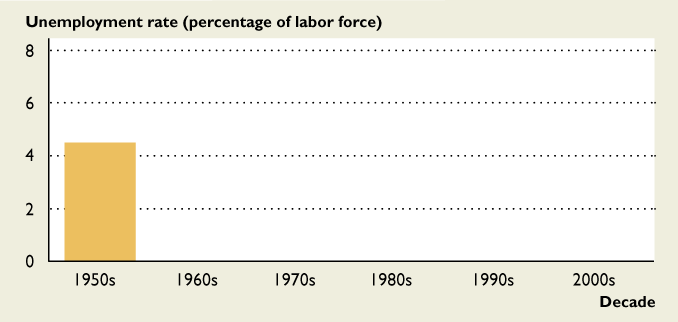 Unemployment rate (percentage of labor force)
8
6
4
2
0
1950s 1960s 1970s 1980s 1990s 2000s
Decade